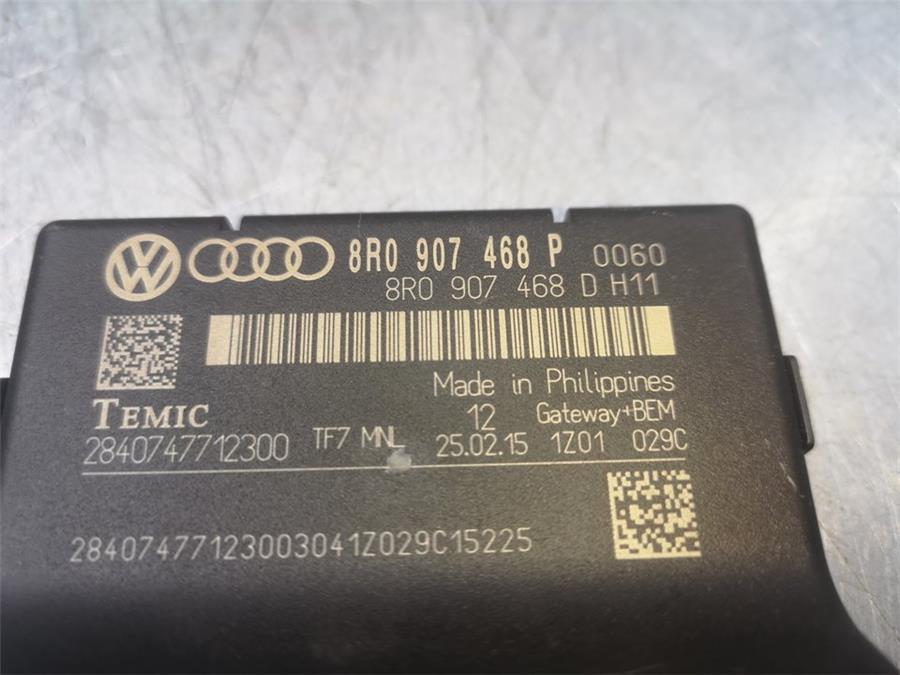 8R0 907 468 P 0060
8R0 907 468 D H11
Made in Philippines
TEMIC 12 Gateway+BEM
2840747712300 TF7 MNL 25.02.15 1Z01 029C
28407477123003041Z029C15225